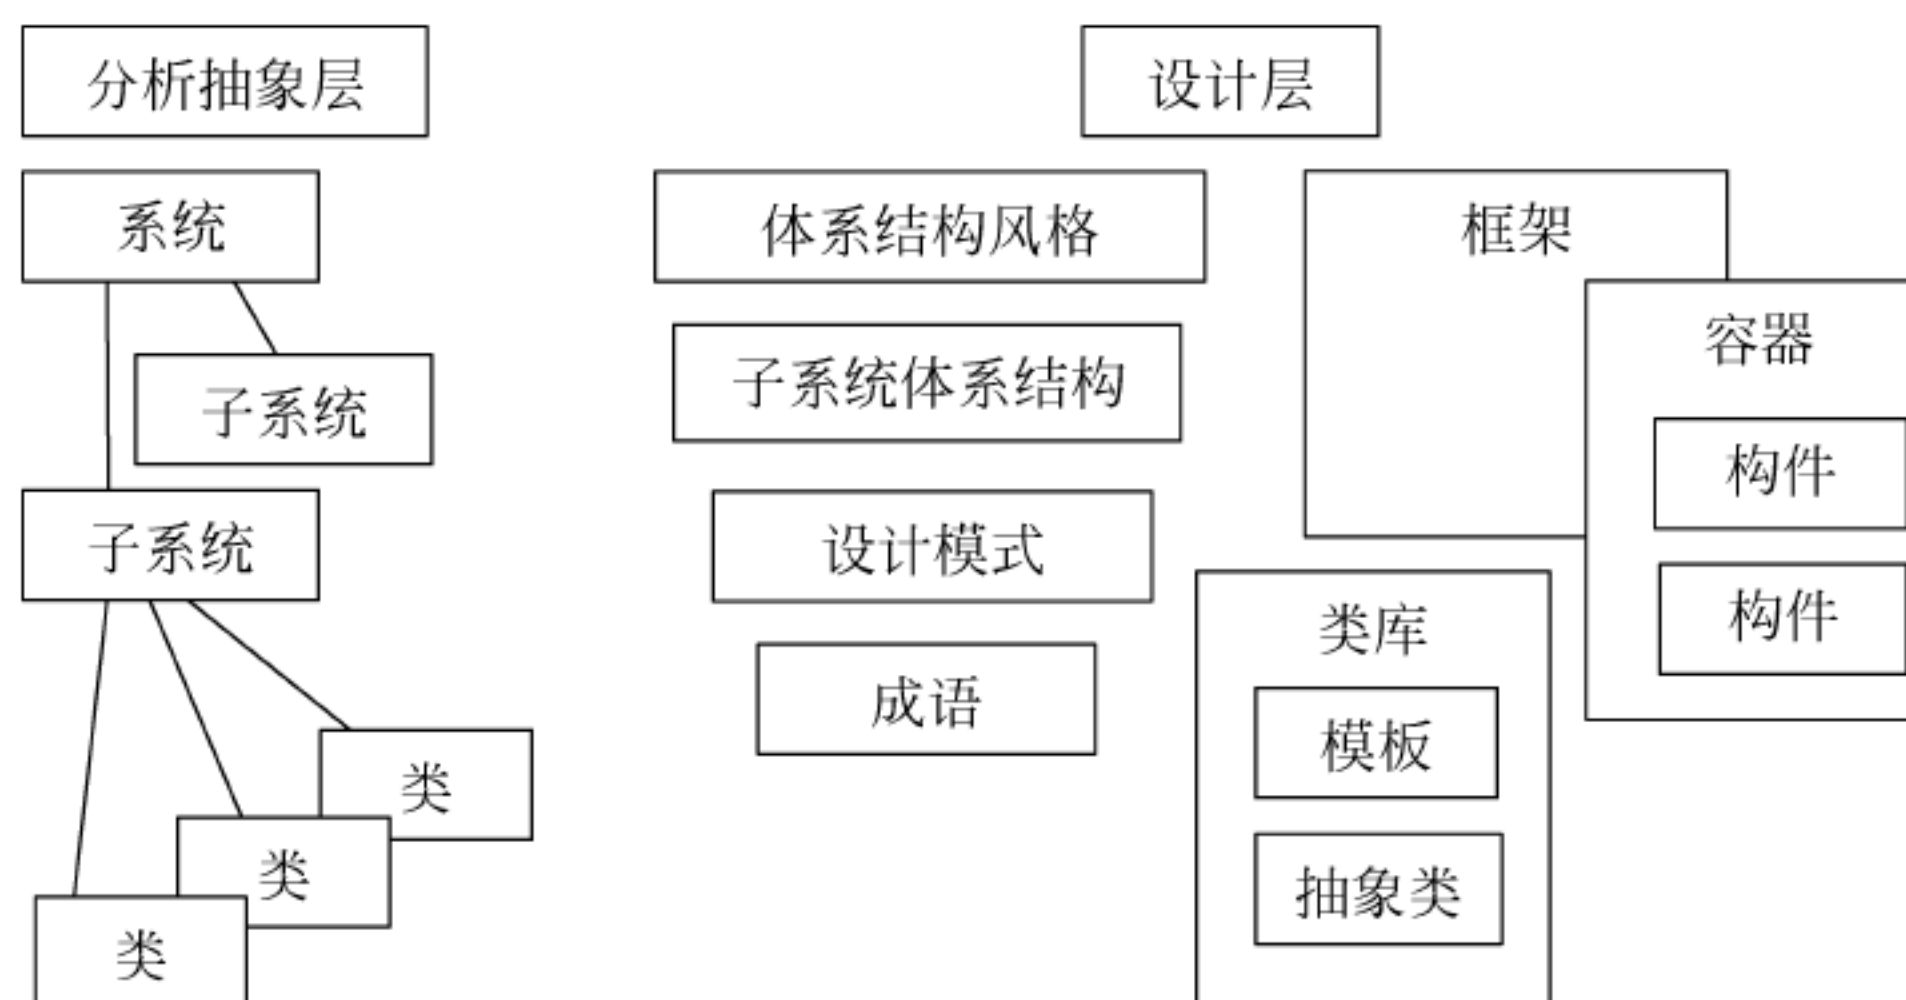 分析抽象层
设计层
系统
体系结构风格
框架
容器
子系统
子系统体系结构
构件
子系统
设计模式
构件
类库
成语
模板
类
类
抽象类
类